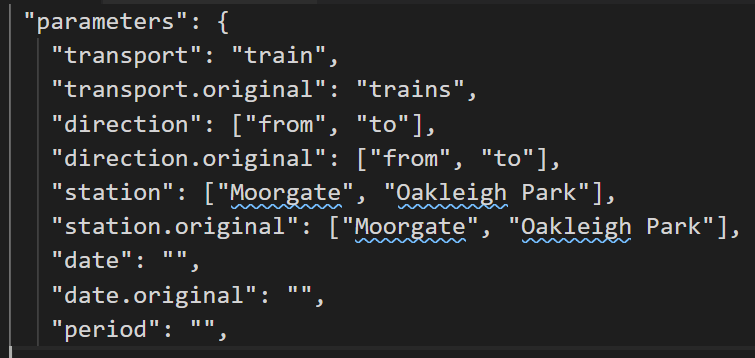 "parameters": {
"transport": "train",
"transport.original": "trains",
"direction": ["from", "to"],
"direction.original": ["from", "to"],
"station": ["Moorgate", "Oakleigh Park"],
"station.original": ["Moorgate", "Oakleigh Park"],
"date": "",
"date.original": "",
"period": "",